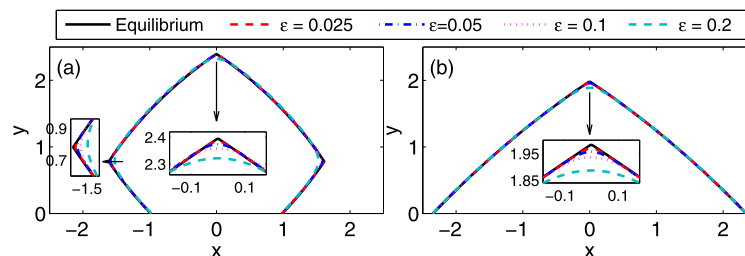 Equilibrium ε = 0.025 ε=0.05 ε = 0.1 ε = 0.2
(a) (b)
2 2
y y
1 1
0 0
0.9
0.7
−1.5
2.4
2.3
−0.1 0.1
1.95
1.85
−0.1 0.1
−2 −1 0 1 2 −2 −1 0 1 2
x x